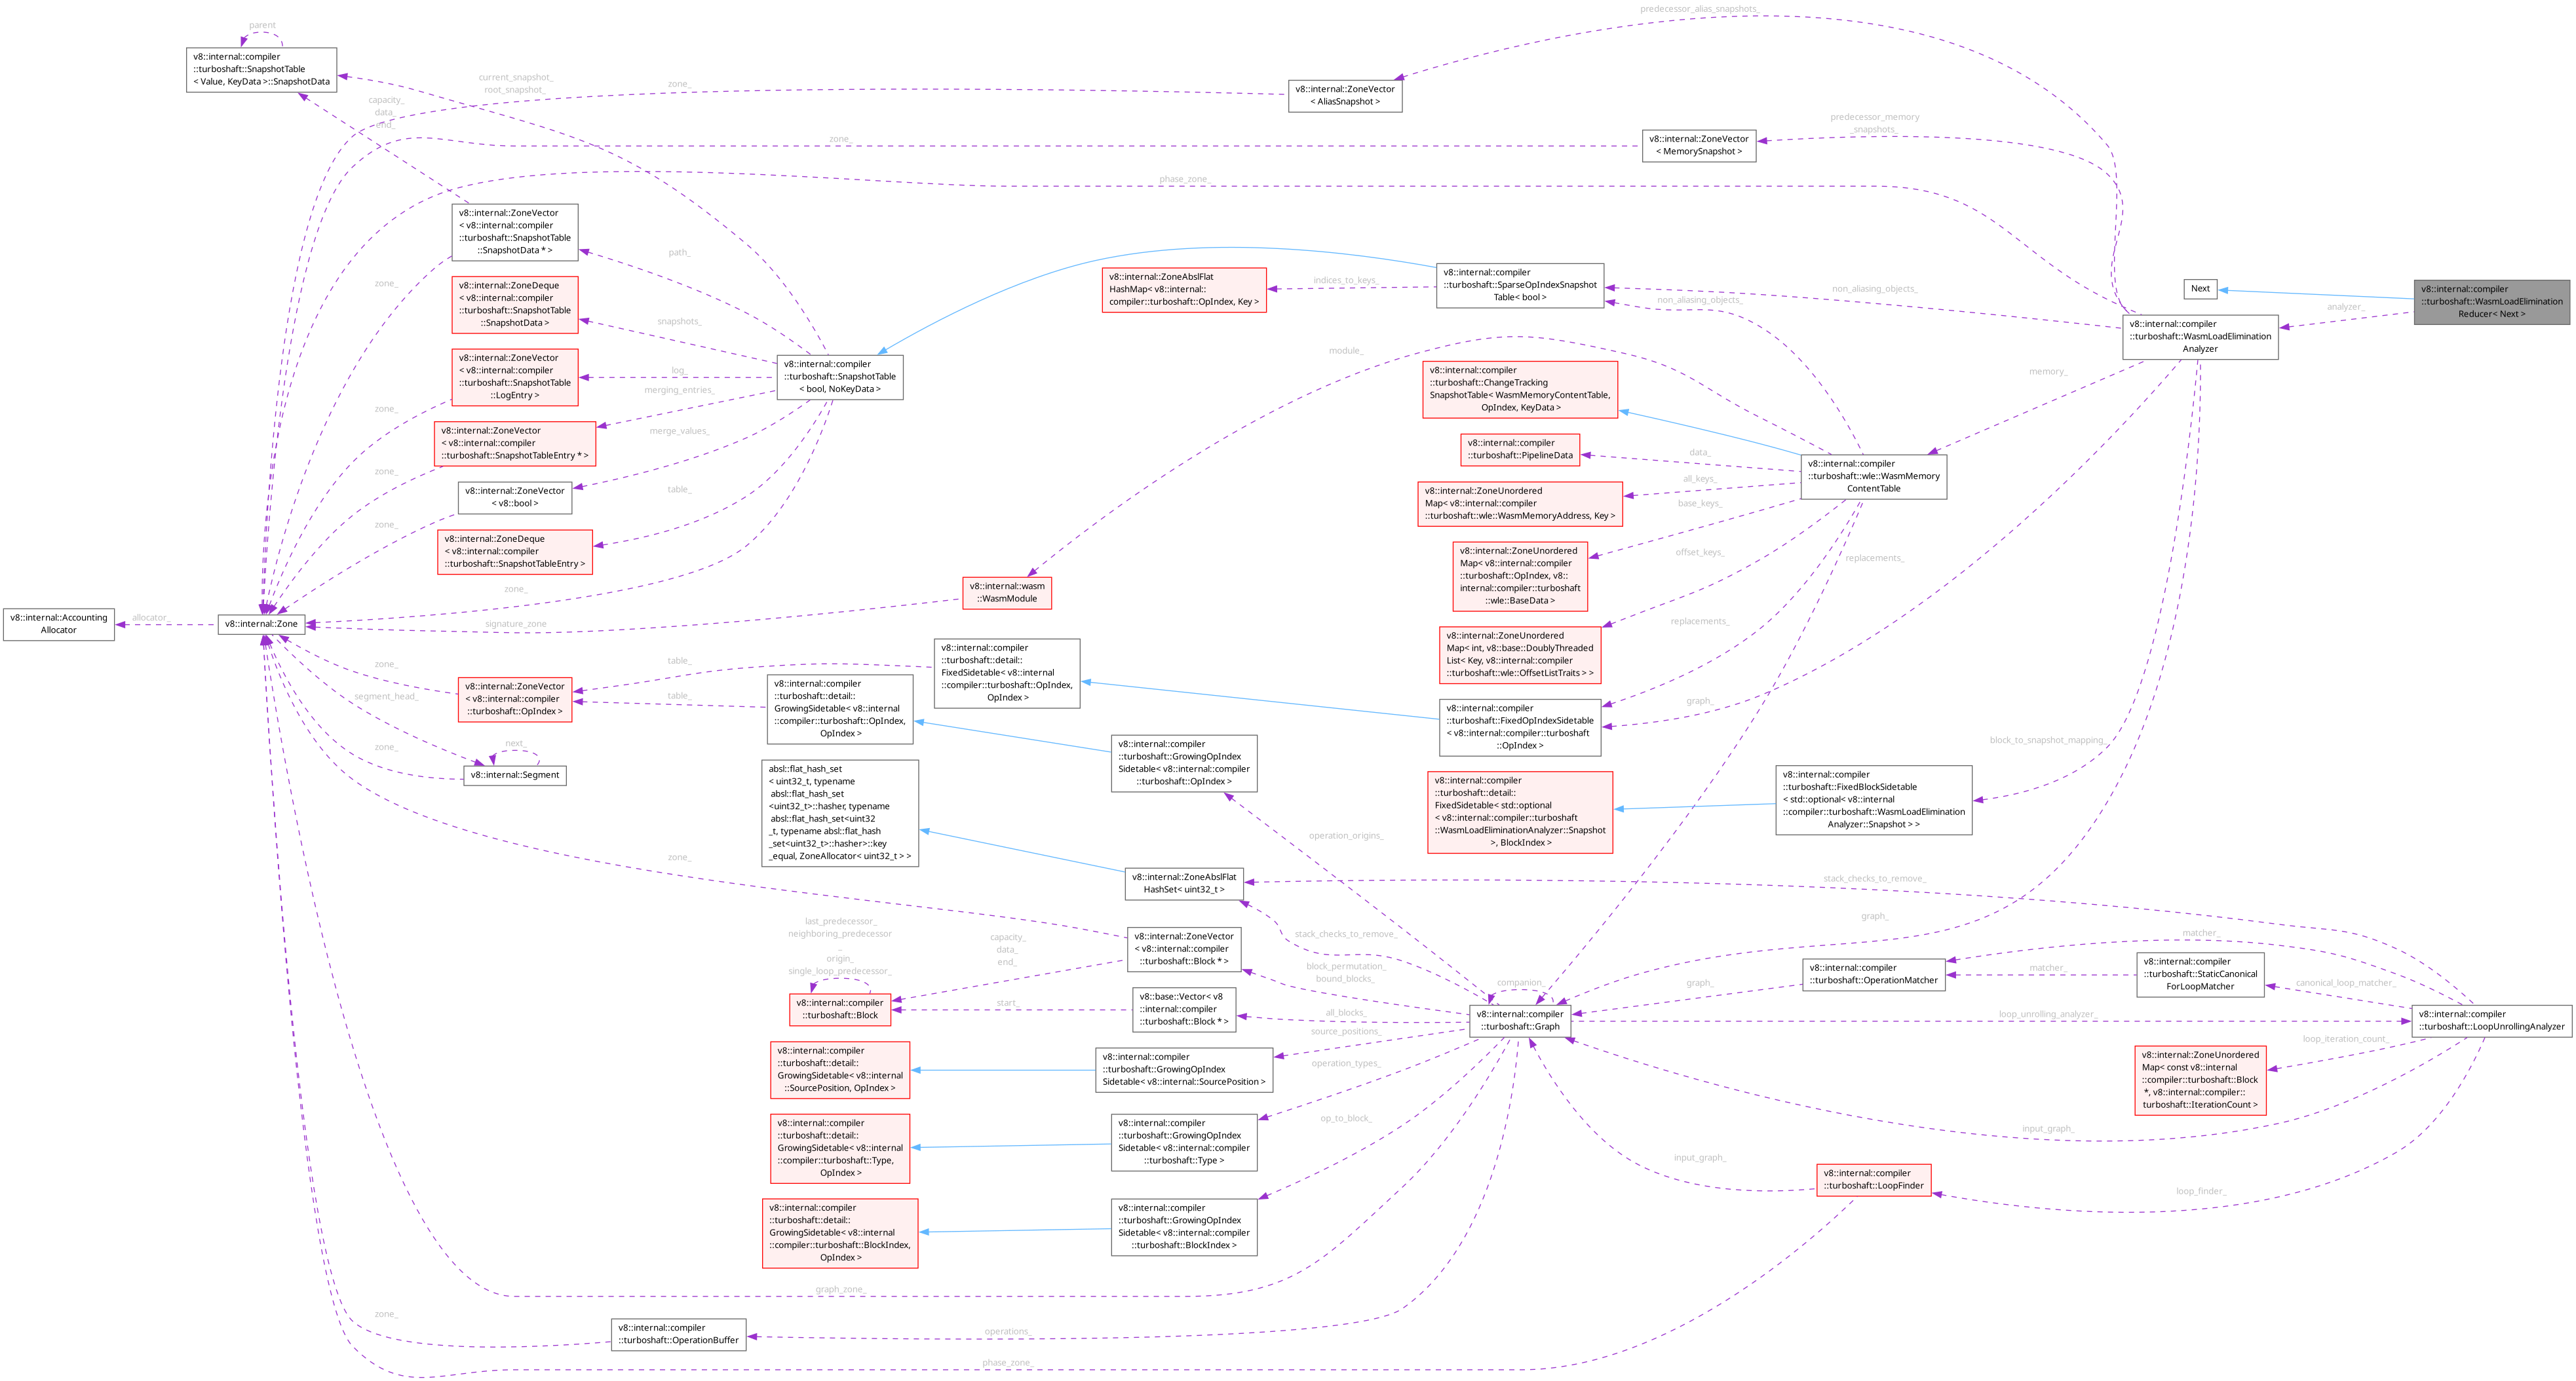 parent
v8::internal::compiler
::turboshaft::SnapshotTable
< Value, KeyData >::SnapshotData
current_snapshot_
root_snapshot_
capacity_
data_
end_
zone_
predecessor_alias_snapshots_
v8::internal::ZoneVector
< AliasSnapshot >
zone_
v8::internal::ZoneVector
< MemorySnapshot >
predecessor_memory
_snapshots_
phase_zone_
v8::internal::ZoneVector
< v8::internal::compiler
::turboshaft::SnapshotTable
::SnapshotData * >
zone_
path_
v8::internal::ZoneDeque
< v8::internal::compiler
::turboshaft::SnapshotTable
::SnapshotData >
snapshots_
v8::internal::ZoneVector
< v8::internal::compiler
::turboshaft::SnapshotTable
::LogEntry >
zone_
log_
merging_entries_
v8::internal::ZoneVector
< v8::internal::compiler
::turboshaft::SnapshotTableEntry * >
zone_
merge_values_
v8::internal::ZoneVector
< v8::bool >
zone_
table_
v8::internal::ZoneDeque
< v8::internal::compiler
::turboshaft::SnapshotTableEntry >
zone_
v8::internal::compiler
::turboshaft::SnapshotTable
< bool, NoKeyData >
v8::internal::ZoneAbslFlat
HashMap< v8::internal::
compiler::turboshaft::OpIndex, Key >
indices_to_keys_
v8::internal::compiler
::turboshaft::SparseOpIndexSnapshot
Table< bool >
non_aliasing_objects_
non_aliasing_objects_
Next
v8::internal::compiler
::turboshaft::WasmLoadElimination
Reducer< Next >
analyzer_
v8::internal::compiler
::turboshaft::WasmLoadElimination
Analyzer
memory_
module_
v8::internal::compiler
::turboshaft::ChangeTracking
SnapshotTable< WasmMemoryContentTable,
OpIndex, KeyData >
v8::internal::compiler
::turboshaft::PipelineData
data_
v8::internal::compiler
::turboshaft::wle::WasmMemory
ContentTable
v8::internal::ZoneUnordered
Map< v8::internal::compiler
::turboshaft::wle::WasmMemoryAddress, Key >
all_keys_
base_keys_
v8::internal::ZoneUnordered
Map< v8::internal::compiler
::turboshaft::OpIndex, v8::
internal::compiler::turboshaft
::wle::BaseData >
offset_keys_
replacements_
v8::internal::wasm
::WasmModule
signature_zone
v8::internal::Accounting
Allocator
allocator_
v8::internal::Zone
v8::internal::ZoneUnordered
Map< int, v8::base::DoublyThreaded
List< Key, v8::internal::compiler
::turboshaft::wle::OffsetListTraits > >
replacements_
v8::internal::compiler
::turboshaft::detail::
FixedSidetable< v8::internal
::compiler::turboshaft::OpIndex,
OpIndex >
table_
zone_
v8::internal::ZoneVector
< v8::internal::compiler
::turboshaft::OpIndex >
table_
v8::internal::compiler
::turboshaft::detail::
GrowingSidetable< v8::internal
::compiler::turboshaft::OpIndex,
OpIndex >
segment_head_
graph_
v8::internal::compiler
::turboshaft::FixedOpIndexSidetable
< v8::internal::compiler::turboshaft
::OpIndex >
zone_
next_
v8::internal::Segment
v8::internal::compiler
::turboshaft::GrowingOpIndex
Sidetable< v8::internal::compiler
::turboshaft::OpIndex >
block_to_snapshot_mapping_
absl::flat_hash_set
< uint32_t, typename
absl::flat_hash_set
<uint32_t>::hasher, typename
absl::flat_hash_set<uint32
_t, typename absl::flat_hash
_set<uint32_t>::hasher>::key
_equal, ZoneAllocator< uint32_t > >
v8::internal::compiler
::turboshaft::detail::
FixedSidetable< std::optional
< v8::internal::compiler::turboshaft
::WasmLoadEliminationAnalyzer::Snapshot
>, BlockIndex >
v8::internal::compiler
::turboshaft::FixedBlockSidetable
< std::optional< v8::internal
::compiler::turboshaft::WasmLoadElimination
Analyzer::Snapshot > >
operation_origins_
zone_
v8::internal::ZoneAbslFlat
HashSet< uint32_t >
stack_checks_to_remove_
stack_checks_to_remove_
graph_
last_predecessor_
neighboring_predecessor
_
origin_
single_loop_predecessor_
capacity_
data_
end_
v8::internal::ZoneVector
< v8::internal::compiler
::turboshaft::Block * >
block_permutation_
bound_blocks_
matcher_
v8::internal::compiler
::turboshaft::OperationMatcher
graph_
matcher_
v8::internal::compiler
::turboshaft::StaticCanonical
ForLoopMatcher
canonical_loop_matcher_
companion_
v8::internal::compiler
::turboshaft::Block
start_
v8::base::Vector< v8
::internal::compiler
::turboshaft::Block * >
all_blocks_
v8::internal::compiler
::turboshaft::Graph
loop_unrolling_analyzer_
v8::internal::compiler
::turboshaft::LoopUnrollingAnalyzer
source_positions_
v8::internal::compiler
::turboshaft::detail::
GrowingSidetable< v8::internal
::SourcePosition, OpIndex >
v8::internal::compiler
::turboshaft::GrowingOpIndex
Sidetable< v8::internal::SourcePosition >
operation_types_
loop_iteration_count_
v8::internal::ZoneUnordered
Map< const v8::internal
::compiler::turboshaft::Block
*, v8::internal::compiler::
turboshaft::IterationCount >
v8::internal::compiler
::turboshaft::detail::
GrowingSidetable< v8::internal
::compiler::turboshaft::Type,
OpIndex >
v8::internal::compiler
::turboshaft::GrowingOpIndex
Sidetable< v8::internal::compiler
::turboshaft::Type >
op_to_block_
input_graph_
input_graph_
v8::internal::compiler
::turboshaft::LoopFinder
loop_finder_
v8::internal::compiler
::turboshaft::detail::
GrowingSidetable< v8::internal
::compiler::turboshaft::BlockIndex,
OpIndex >
v8::internal::compiler
::turboshaft::GrowingOpIndex
Sidetable< v8::internal::compiler
::turboshaft::BlockIndex >
graph_zone_
zone_
v8::internal::compiler
::turboshaft::OperationBuffer
operations_
phase_zone_